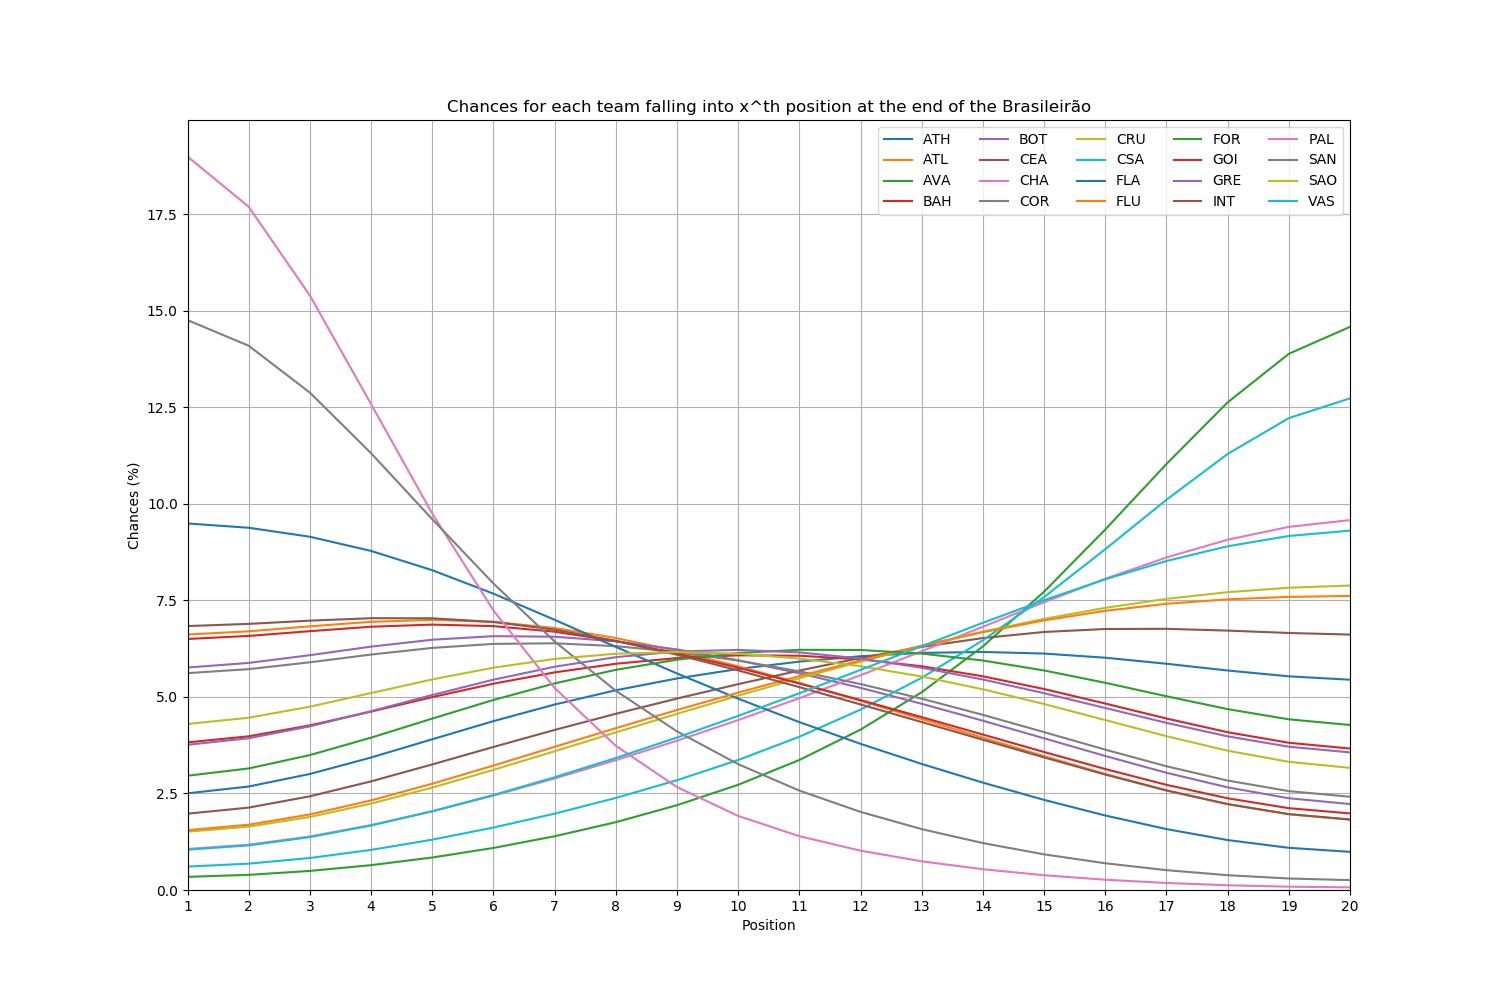 Chances for each team falling into x^th position at the end of the Brasileirão
ATH BOT CRU FOR PAL
ATL CEA CSA GOI SAN
AVA CHA FLA GRE SAO
BAH COR FLU INT VAS
17.5
15.0
12.5
10.0
7.5
5.0
2.5
0.0
Chances (%)
1 2 3 4 5 6 7 8 9 10 11 12 13 14 15 16 17 18 19 20
Position